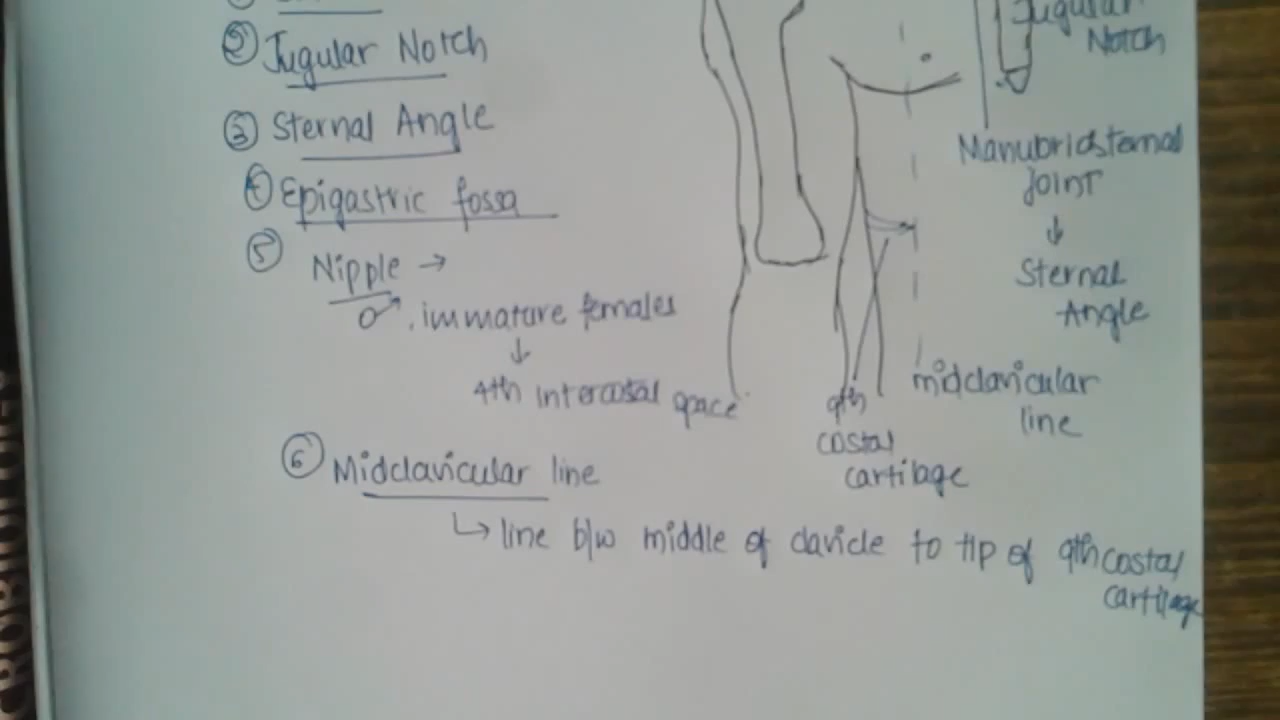 ② Jugular Notch
③ Sternal Angle
④ Epigastric fossa
⑤ Nipple →
♂, immature females
↓
4th intercostal space
⑥ Midclavicular line
↳ line b/w middle of clavicle to tip of 9th costal
cartilage
Jugular
Notch
Manubriosternal
Joint
↓
Sternal
Angle
midclavicular
line
9th
costal
cartilage